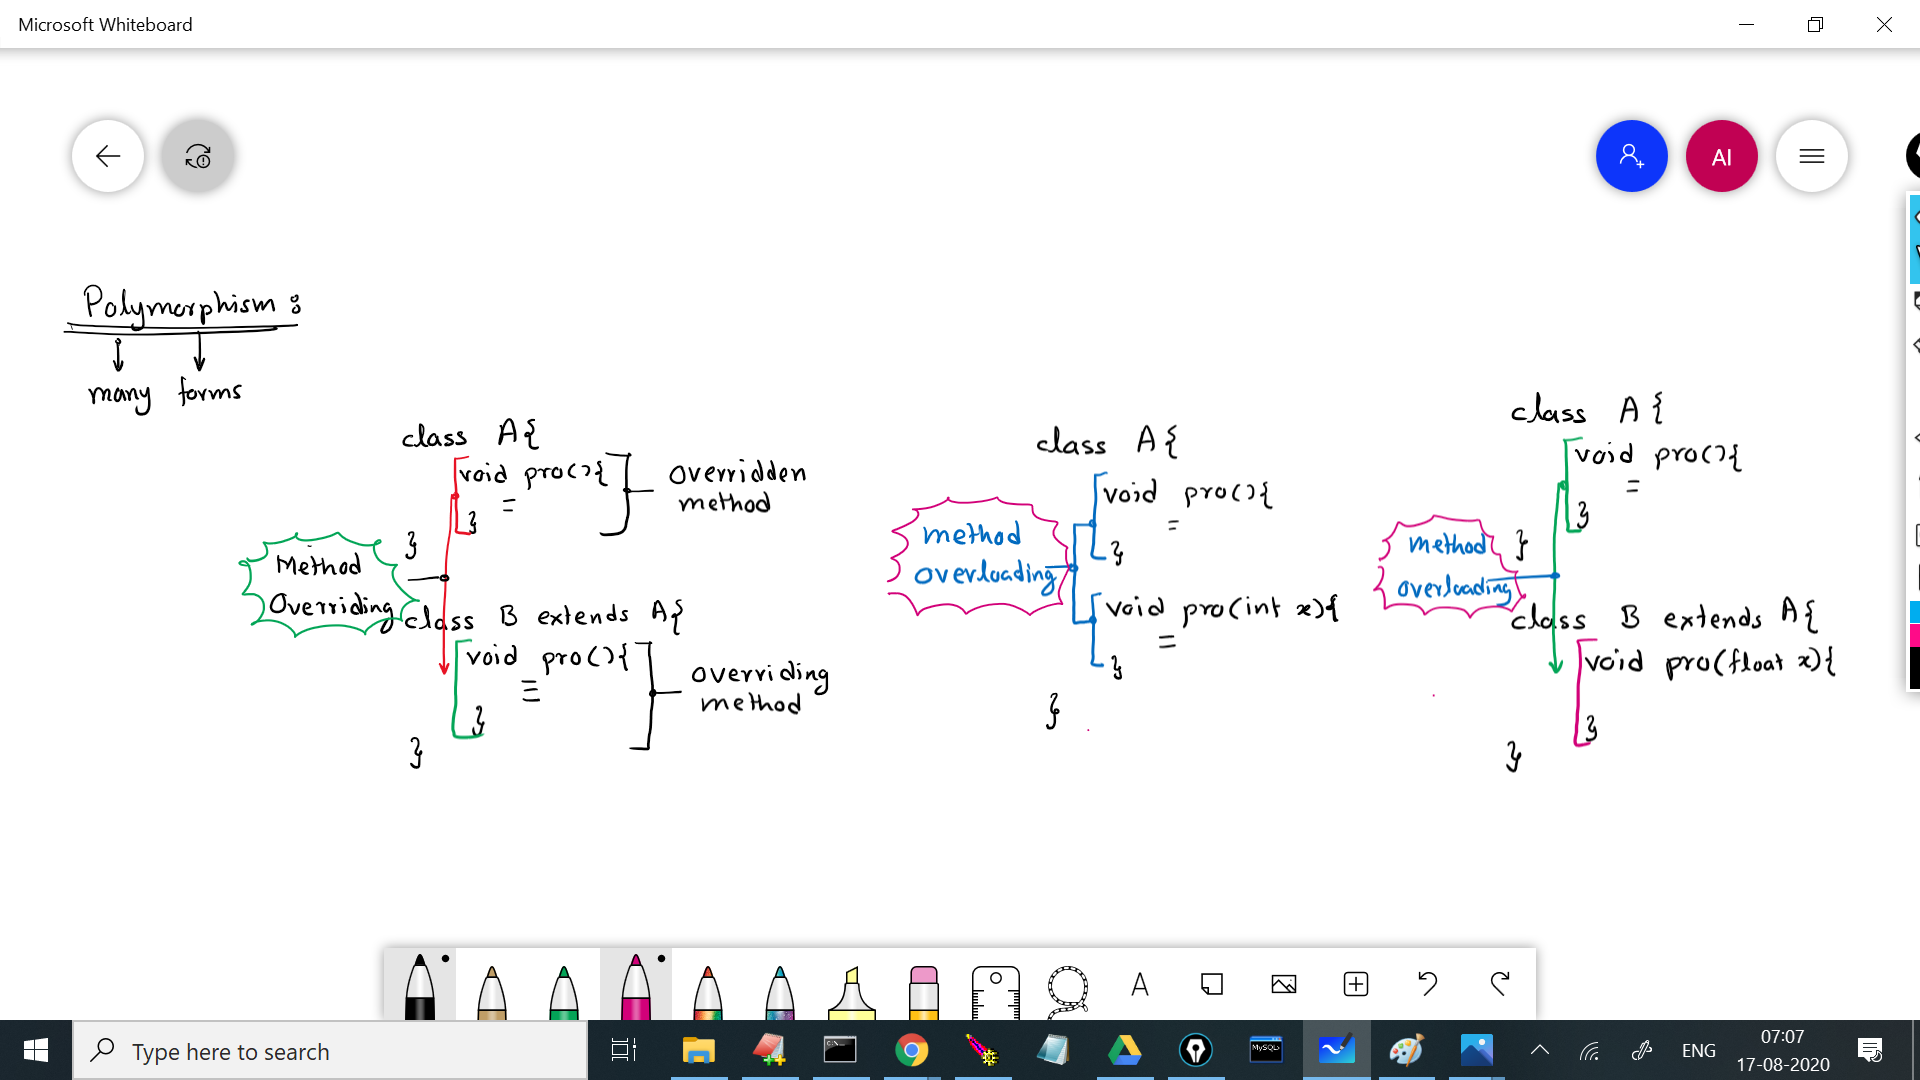 Microsoft Whiteboard
AI
Polymorphism :
many forms
class A{
void pro(){
=
}
}
overridden
method
Method
Overriding
class B extends A{
void pro(){
}
}
overriding
method
class A{
void pro(){
=
}
method
overloading
void pro(int x){
=
}
}
class A{
void pro(){
=
}
}
method
overloading
class B extends A{
void pro(float x){
}
}
A
Type here to search
MySQL
ENG
07:07
17-08-2020